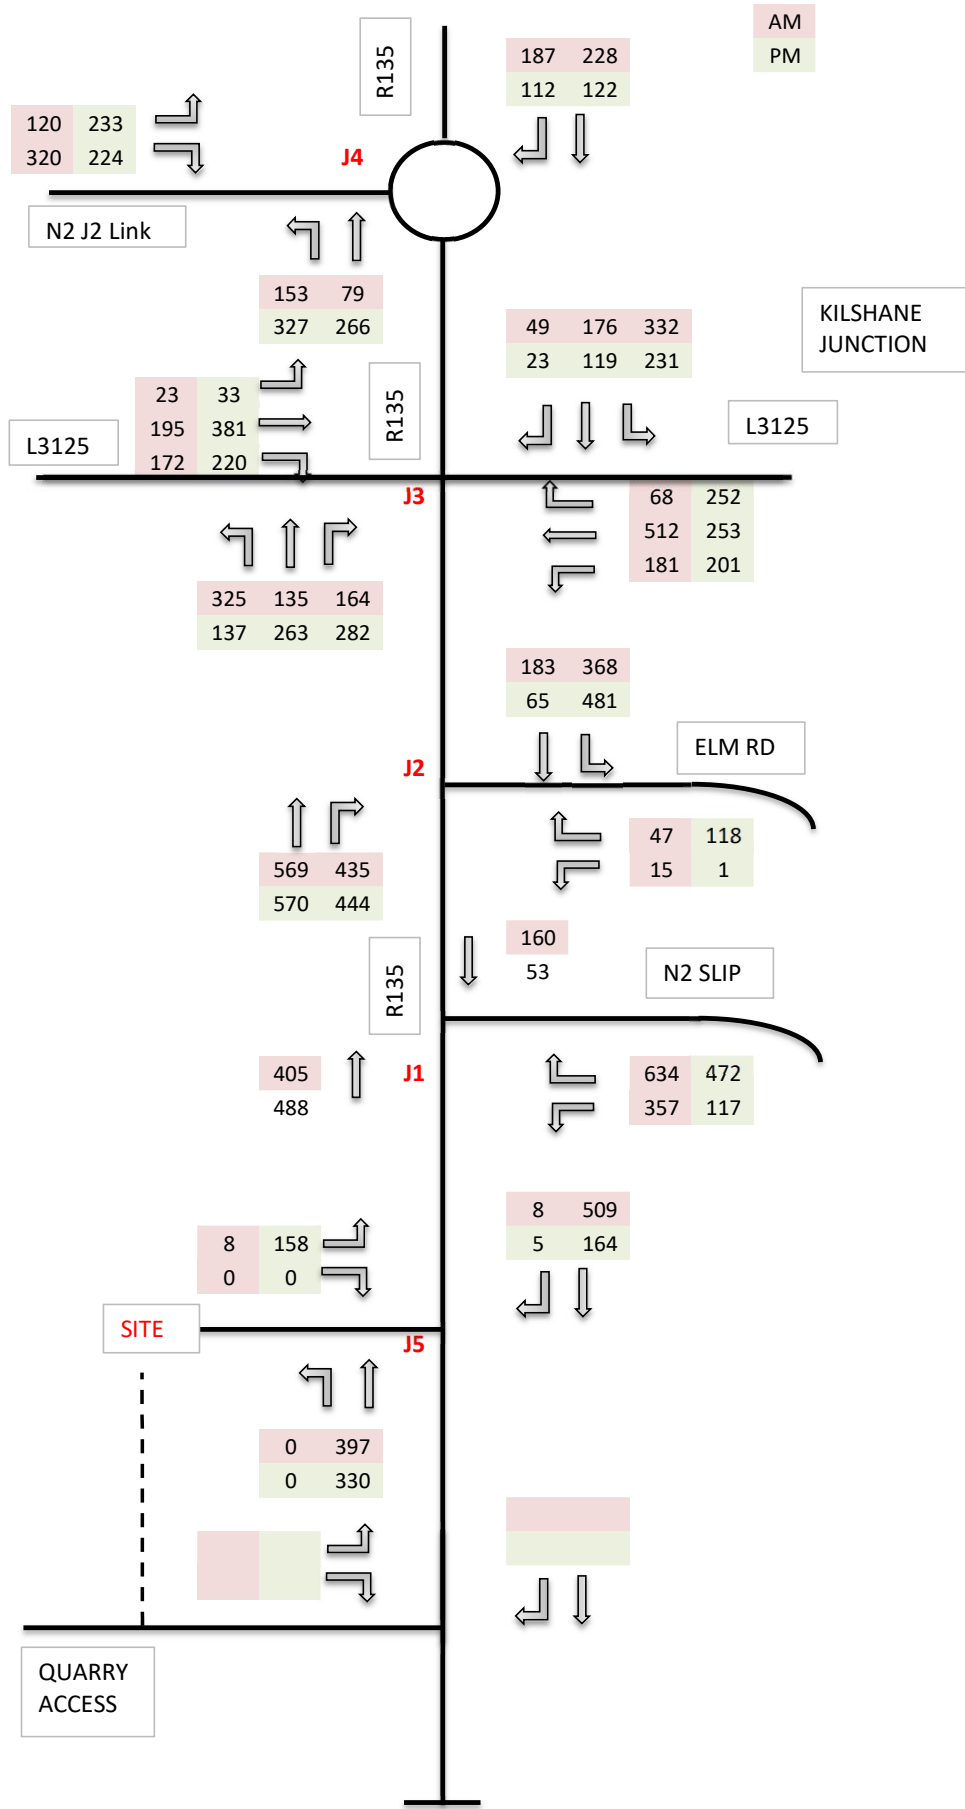 AM
PM
R135
187 228
112 122
120 233
320 224
J4
N2 J2 Link
153 79
327 266
KILSHANE
JUNCTION
49 176 332
23 119 231
R135
23 33
195 381
172 220
L3125
L3125
J3
68 252
512 253
181 201
325 135 164
137 263 282
183 368
65 481
ELM RD
J2
47 118
15 1
569 435
570 444
160
53
R135
N2 SLIP
405
488
J1
634 472
357 117
8 509
5 164
8 158
0 0
SITE
J5
0 397
0 330
QUARRY
ACCESS